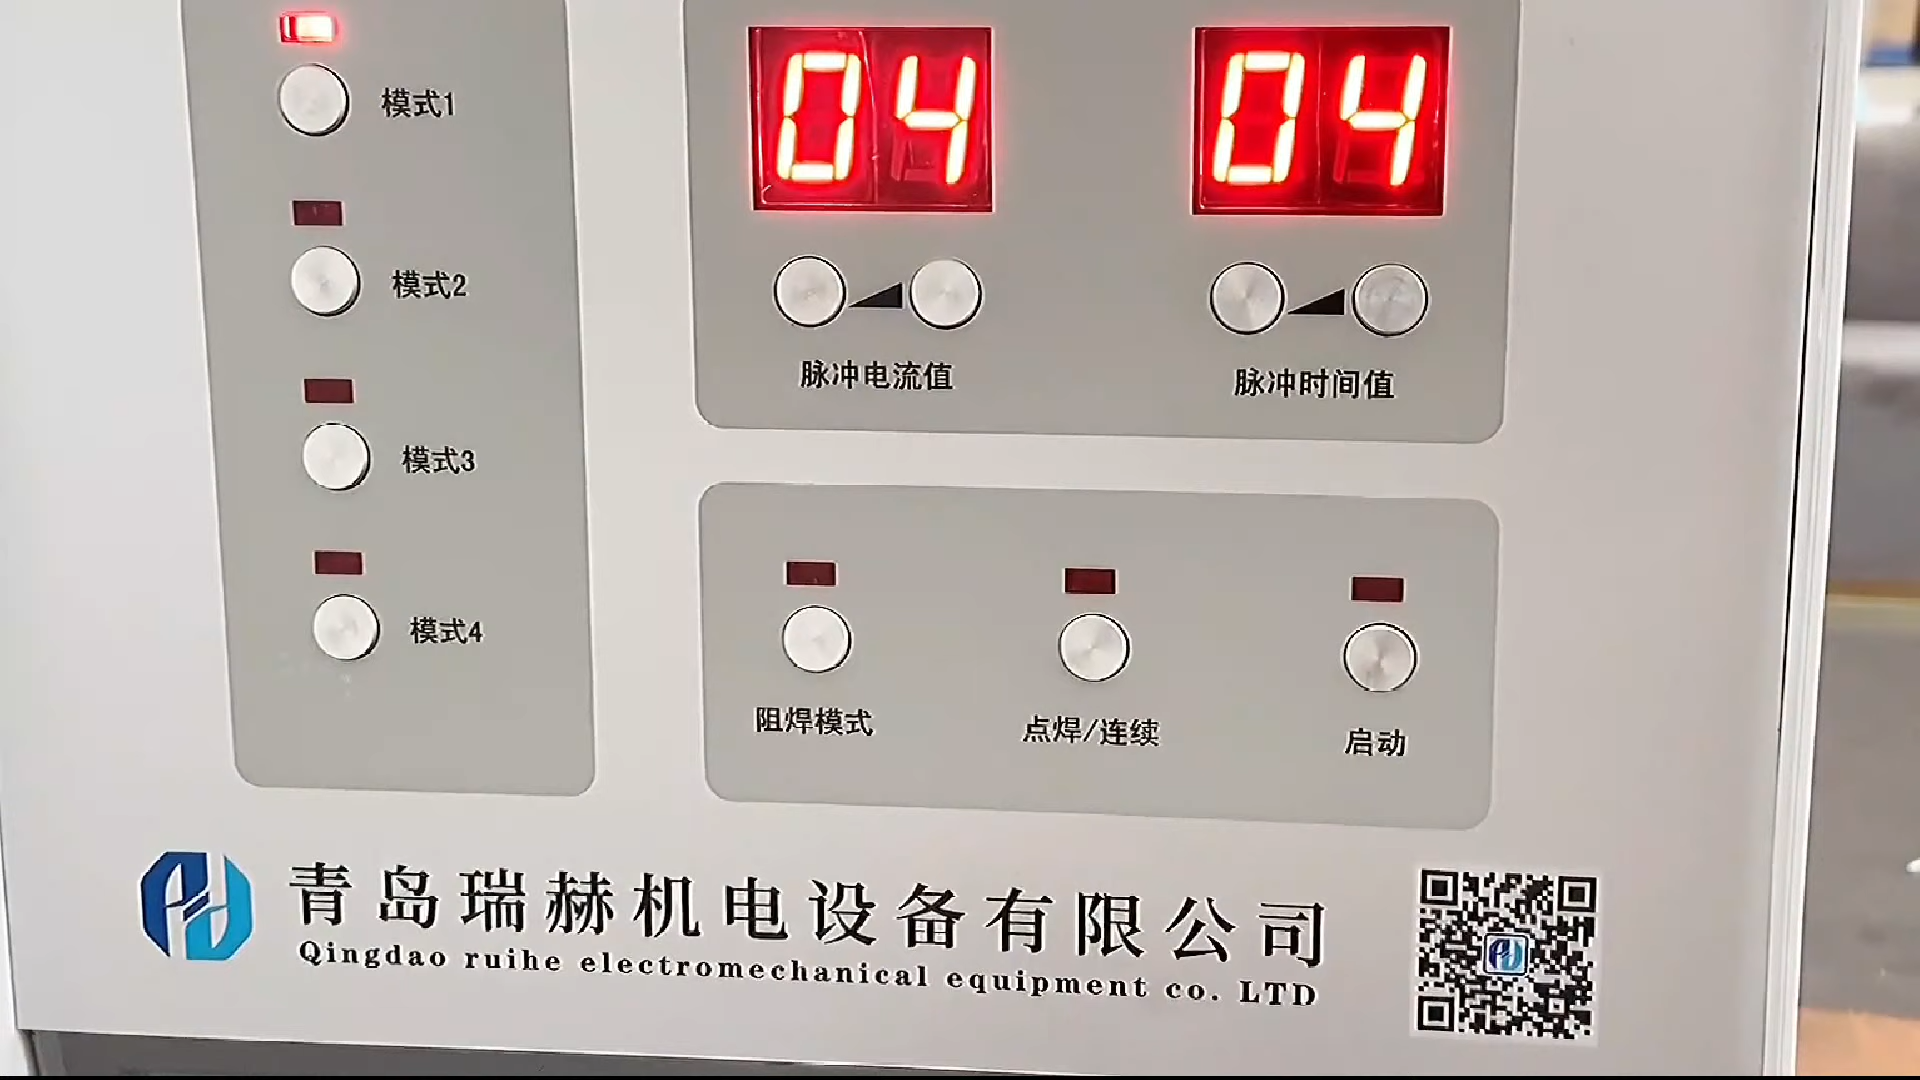 模式1
模式2
模式3
模式4
04
04
脉冲电流值
脉冲时间值
阻焊模式
点焊/连续
启动
青岛瑞赫机电设备有限公司
Qingdao ruihe electromechanical equipment co. LTD